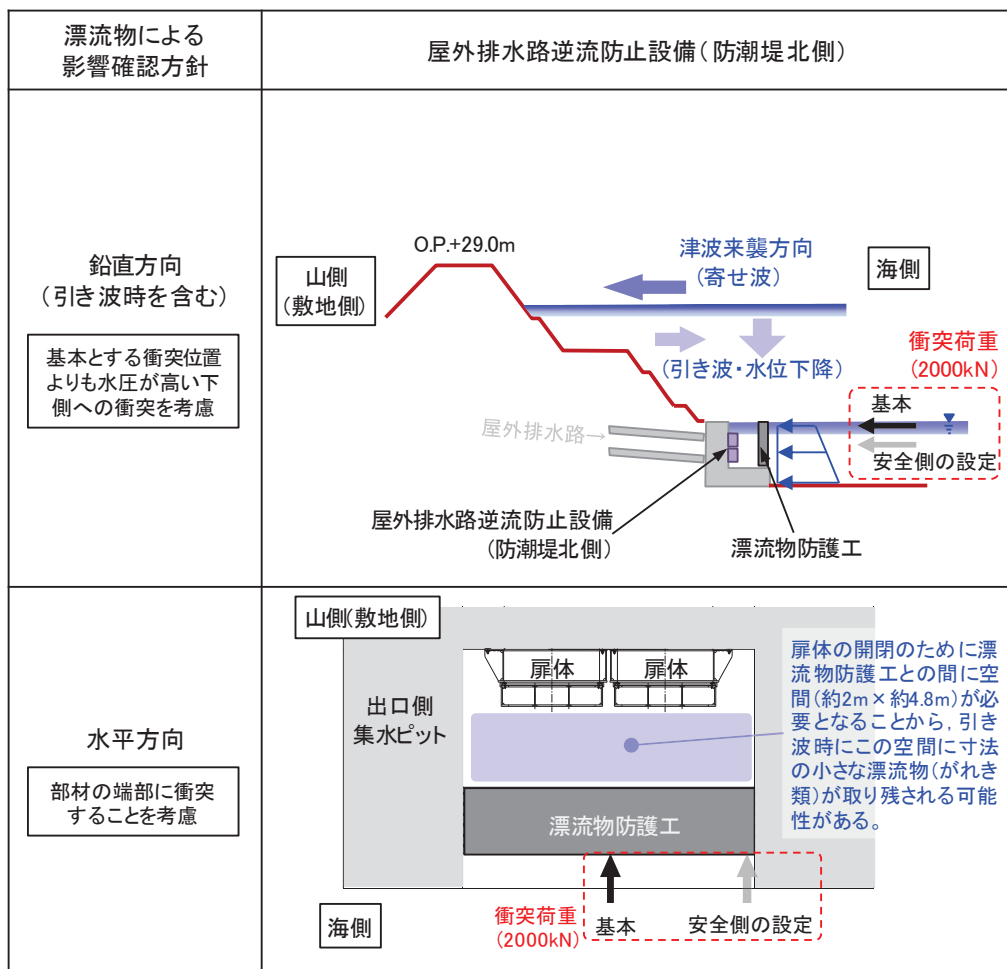 漂流物による
影響確認方針
屋外排水路逆流防止設備(防潮堤北側)
鉛直方向
(引き波時を含む)
基本とする衝突位置
よりも水圧が高い下
側への衝突を考慮
O.P.+29.0m
山側
(敷地側)
津波来襲方向
(寄せ波)
海側
(引き波・水位下降)
衝突荷重
(2000kN)
基本
安全側の設定
屋外排水路→
屋外排水路逆流防止設備
(防潮堤北側)
漂流物防護工
水平方向
部材の端部に衝突
することを考慮
山側(敷地側)
扉体
扉体
出口側
集水ピット
扉体の開閉のために漂
流物防護工との間に空
間(約2m×約4.8m)が必
要となることから,引き
波時にこの空間に寸法
の小さな漂流物(がれき
類)が取り残される可能
性がある。
漂流物防護工
海側
衝突荷重
(2000kN)
基本
安全側の設定